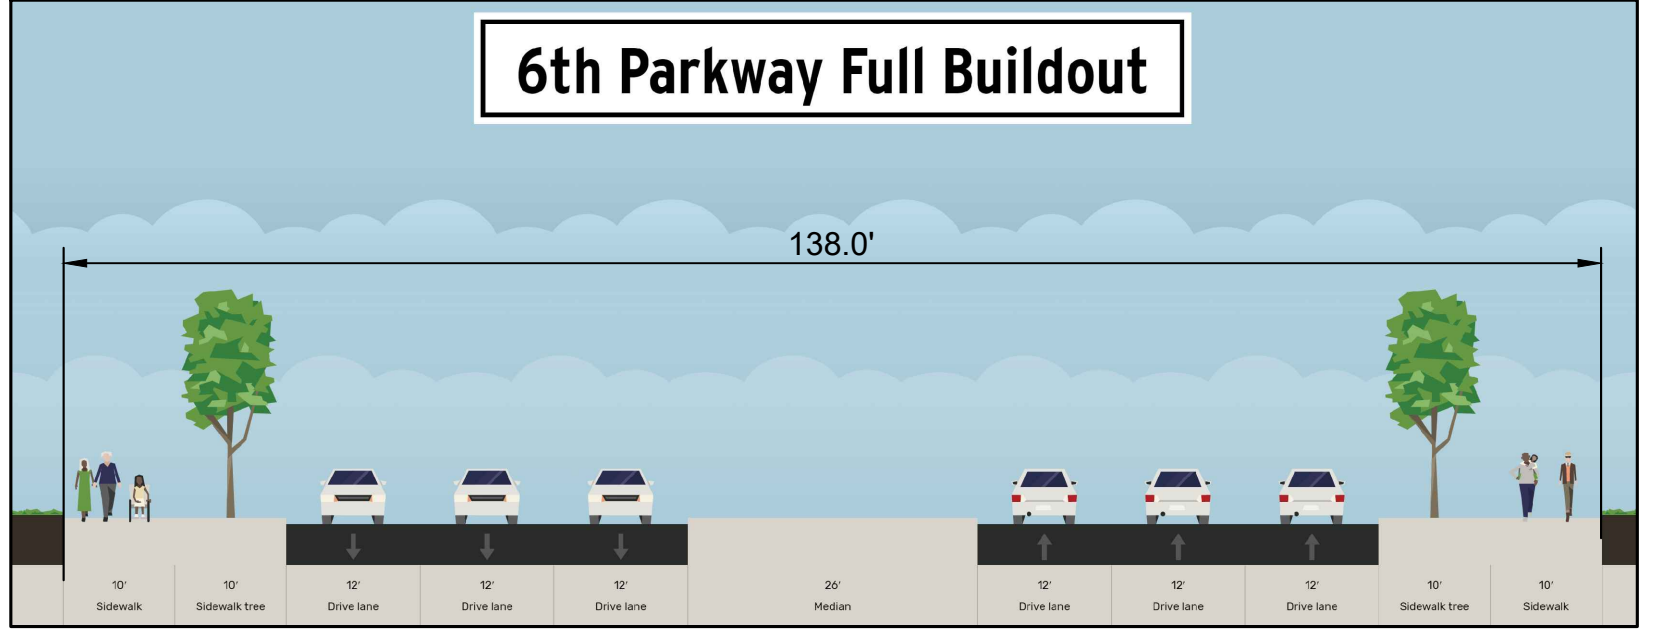 6th Parkway Full Buildout
138.0'
10' 10' 12' 12' 12' 26' 12' 12' 12' 10' 10'
Sidewalk Sidewalk tree Drive lane Drive lane Drive lane Median Drive lane Drive lane Drive lane Sidewalk tree Sidewalk